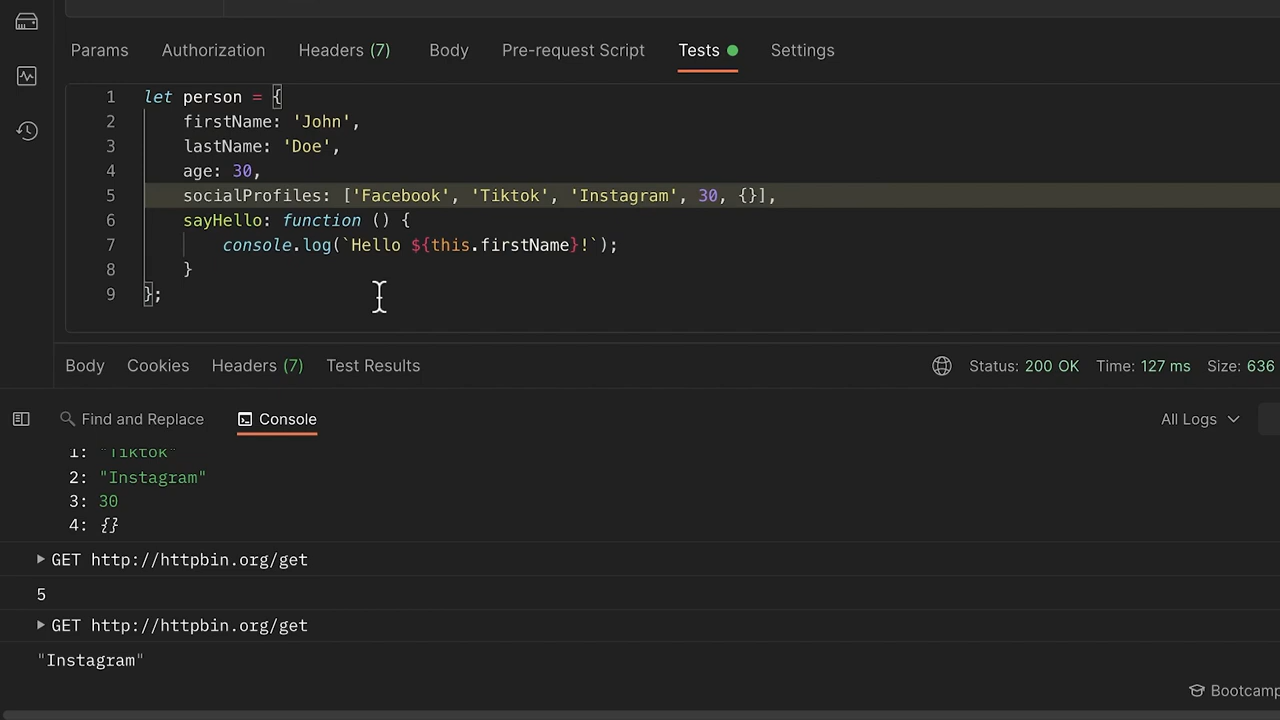 Params Authorization Headers (7) Body Pre-request Script Tests Settings
1 let person = {
2 firstName: 'John',
3 lastName: 'Doe',
4 age: 30,
5 socialProfiles: ['Facebook', 'Tiktok', 'Instagram', 30, {}],
6 sayHello: function () {
7 console.log(`Hello ${this.firstName}!`);
8 }
9 };
Body Cookies Headers (7) Test Results Status: 200 OK Time: 127 ms Size: 636
Find and Replace Console All Logs
1: "Tiktok"
2: "Instagram"
3: 30
4: {}
GET http://httpbin.org/get
5
GET http://httpbin.org/get
"Instagram"
Bootcamp